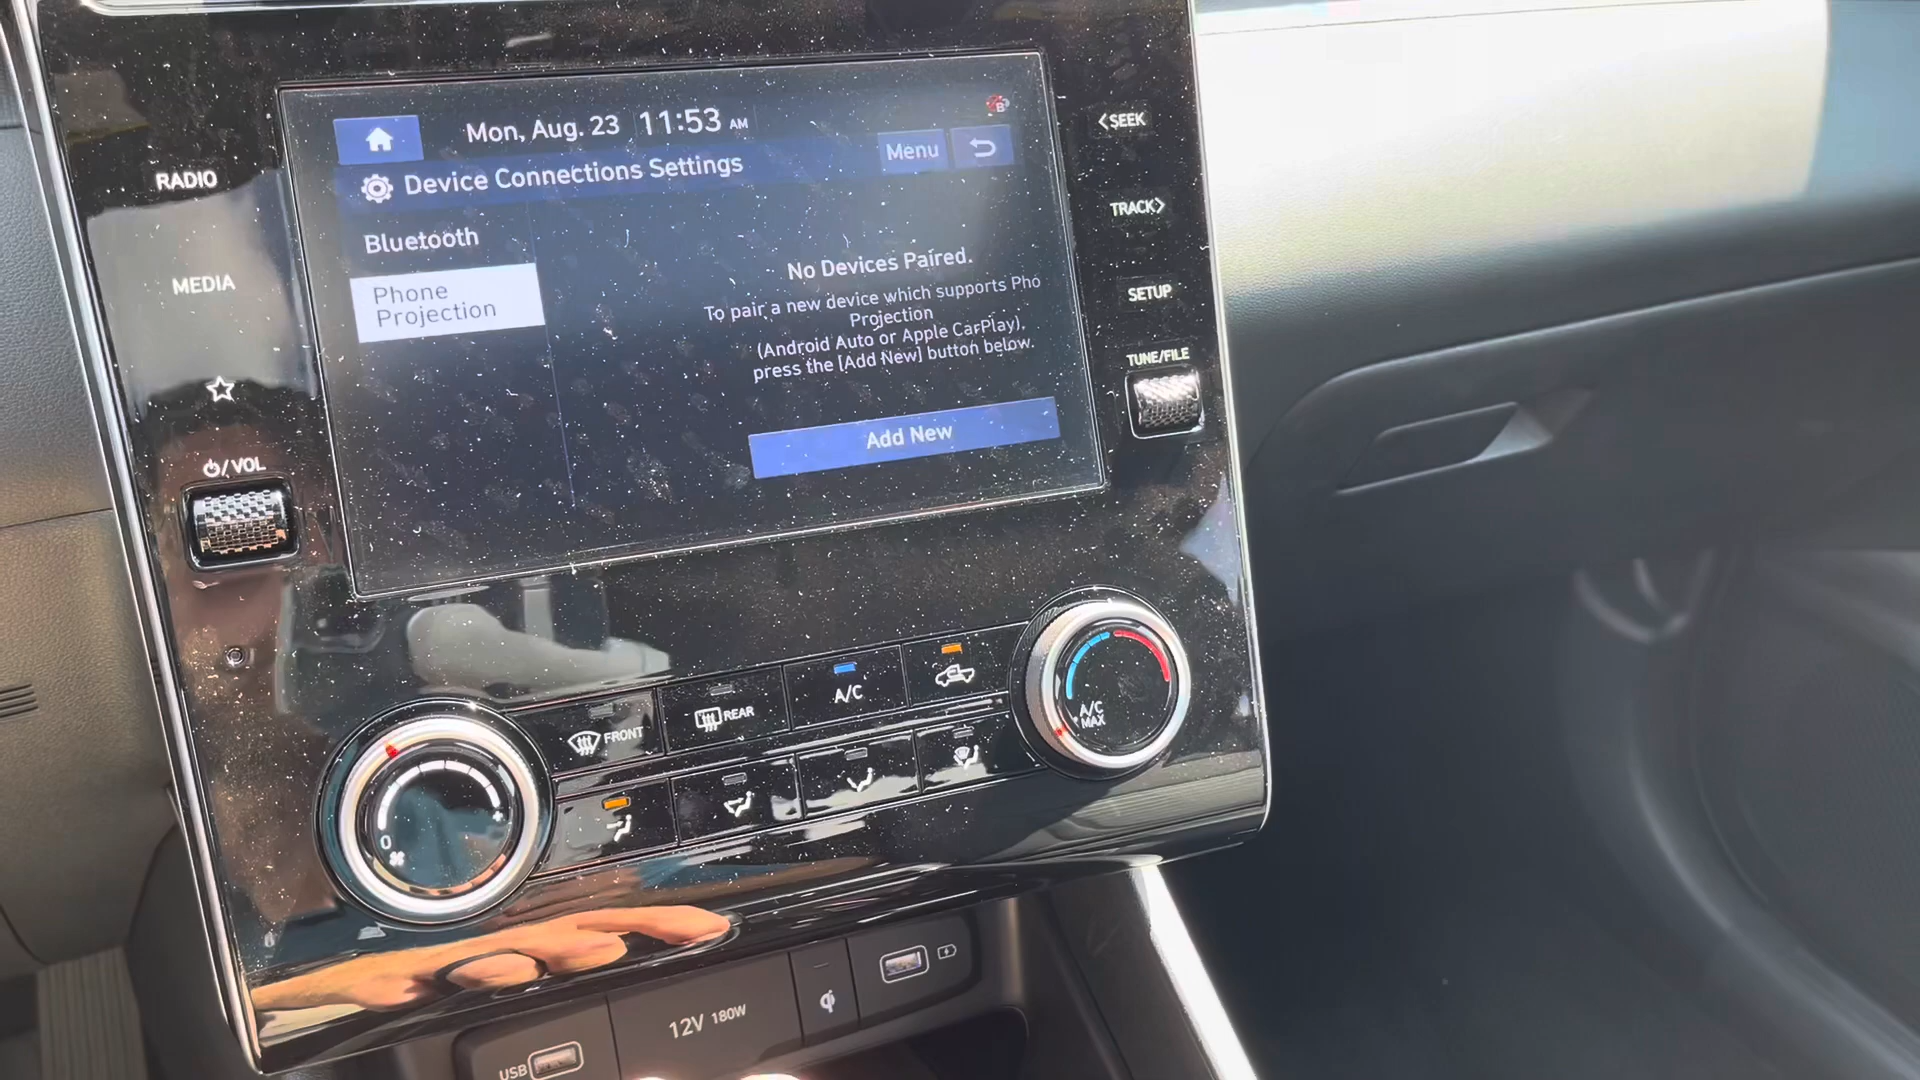 Mon, Aug. 23 11:53 AM
B
Device Connections Settings
Menu
Bluetooth
Phone
Projection
No Devices Paired.
To pair a new device which supports Pho
Projection
(Android Auto or Apple CarPlay),
press the [Add New] button below.
Add New
RADIO
MEDIA
/ VOL
<SEEK
TRACK>
SETUP
TUNE/FILE
FRONT
REAR
A/C
A/C
MAX
0
+
USB
12V 180W